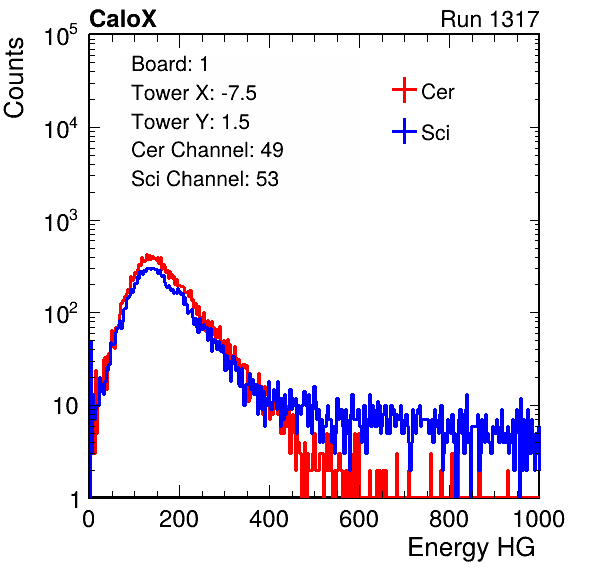 CaloX Run 1317
Counts
Board: 1
Tower X: -7.5
Tower Y: 1.5
Cer Channel: 49
Sci Channel: 53
Cer
Sci
10^5
10^4
10^3
10^2
10
1
0 200 400 600 800 1000
Energy HG